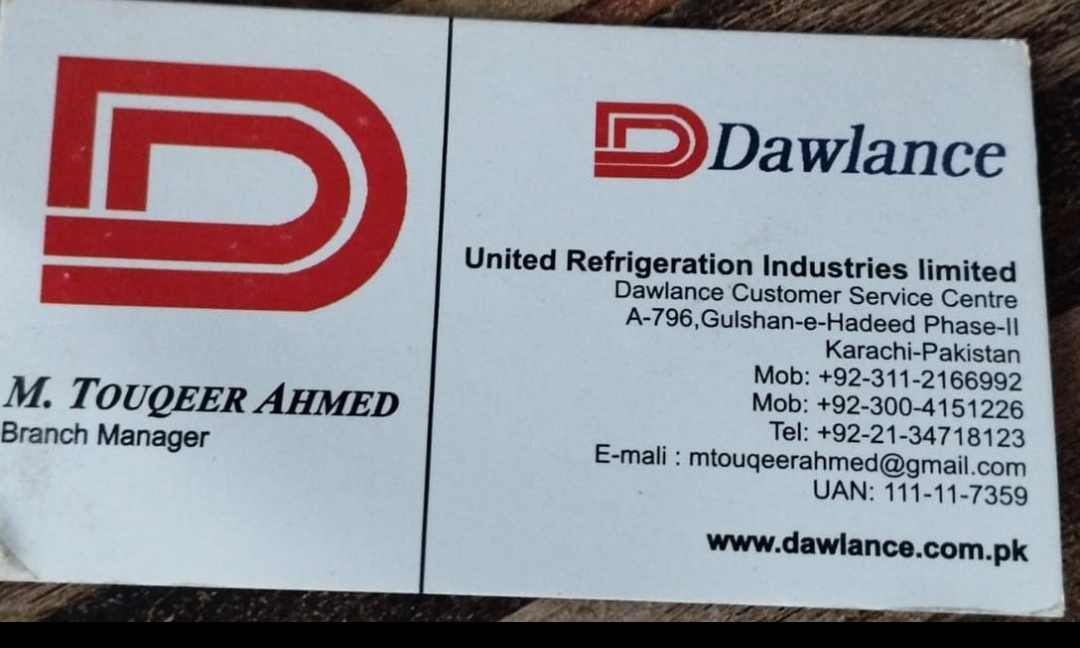 M. TOUQEER AHMED
Branch Manager
Dawlance
United Refrigeration Industries limited
Dawlance Customer Service Centre
A-796,Gulshan-e-Hadeed Phase-II
Karachi-Pakistan
Mob: +92-311-2166992
Mob: +92-300-4151226
Tel: +92-21-34718123
E-mali : mtouqeerahmed@gmail.com
UAN: 111-11-7359
www.dawlance.com.pk